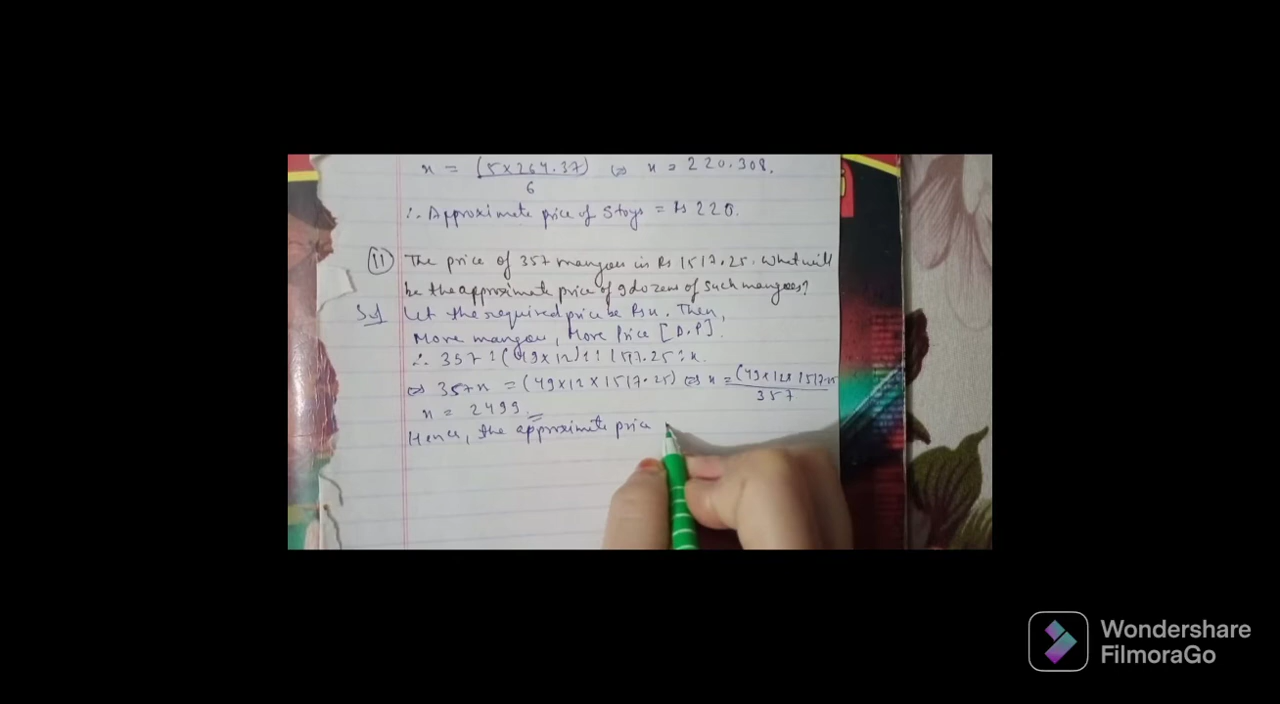 x = (5×264.37)/6 ⇔ x = 220.308.
∴ Approximate price of 5 toys = Rs 220.
(11) The price of 357 mangoes is Rs 1517.25. What will
be the approximate price of 9 dozens of such mangoes?
Sol Let the required price be Rs x. Then,
More mangoes, More Price [D.P]
∴ 357 : (49×12) :: 1517.25 : x.
⇔ 357x = (49×12×1517.25) ⇔ x = (49×12×1517.25)/357
x = 2499
Hence, the approximate price
Wondershare
FilmoraGo